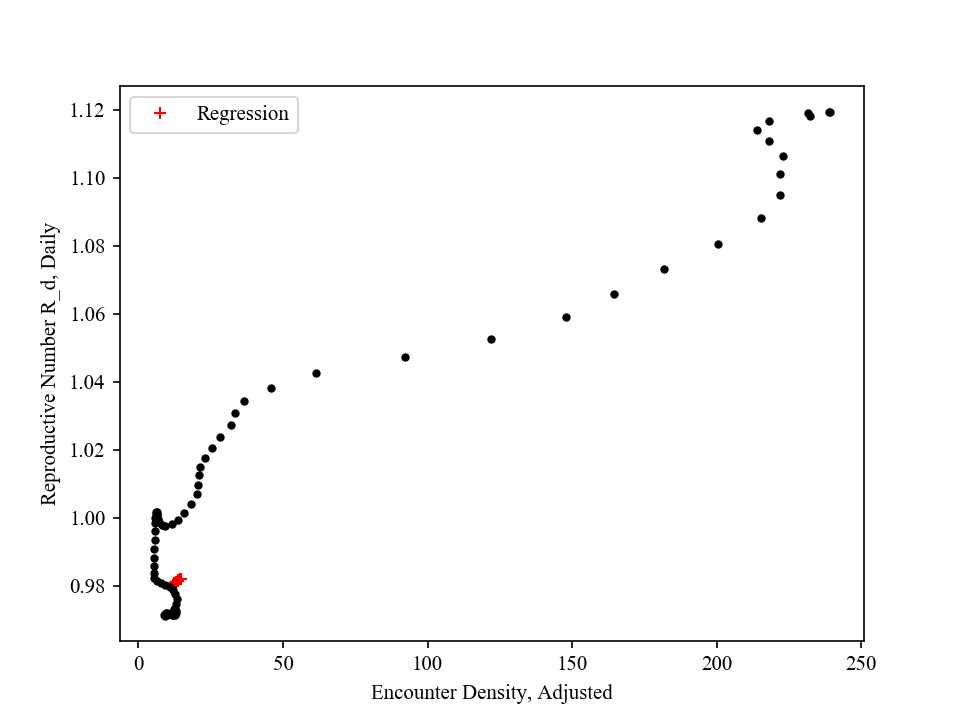 Regression
1.12
1.10
1.08
1.06
1.04
1.02
1.00
0.98
Reproductive Number R_d, Daily
0 50 100 150 200 250
Encounter Density, Adjusted